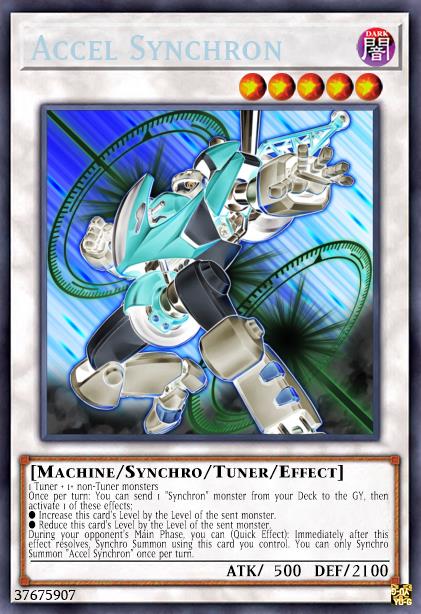 Accel Synchron
DARK
闇
[Machine/Synchro/Tuner/Effect]
1 Tuner + 1+ non-Tuner monsters
Once per turn: You can send 1 "Synchron" monster from your Deck to the GY, then
activate 1 of these effects;
● Increase this card's Level by the Level of the sent monster.
● Reduce this card's Level by the Level of the sent monster.
During your opponent's Main Phase, you can (Quick Effect): Immediately after this
effect resolves, Synchro Summon using this card you control. You can only Synchro
Summon "Accel Synchron" once per turn.
ATK/ 500 DEF/2100
37675907